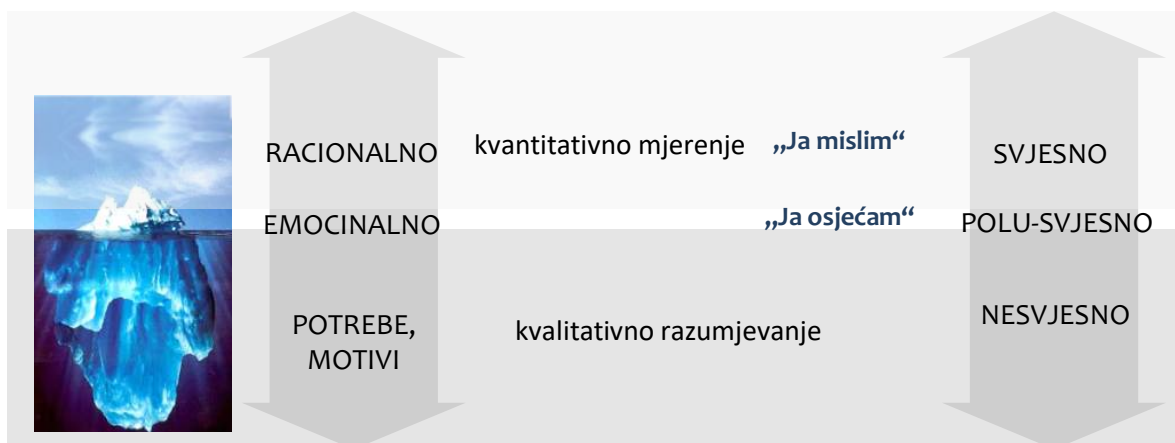 RACIONALNO kvantitativno mjerenje „Ja mislim“ SVJESNO
EMOCINALNO „Ja osjećam“ POLU-SVJESNO
POTREBE,
MOTIVI
kvalitativno razumjevanje
NESVJESNO